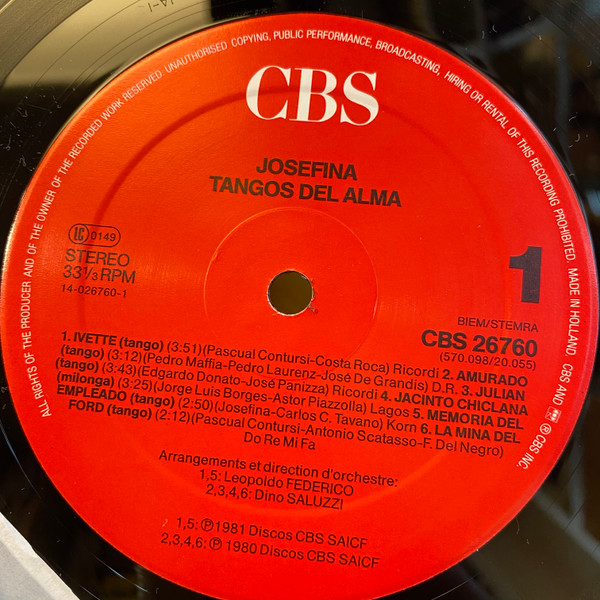 ALL RIGHTS OF THE PRODUCER AND OF THE OWNER OF THE RECORDED WORK RESERVED. UNAUTHORISED COPYING, PUBLIC PERFORMANCE, BROADCASTING, HIRING OR RENTAL OF THIS RECORDING PROHIBITED. MADE IN HOLLAND CBS AND ℗ CBS INC.
CBS
JOSEFINA
TANGOS DEL ALMA
LC 0149
STEREO
33 1/3 RPM
14-026760-1
1
BIEM/STEMRA
CBS 26760
(570.098/20.055)
1. IVETTE (tango) (3:51)(Pascual Contursi-Costa Roca) Ricordi 2. AMURADO
(tango) (3:12)(Pedro Maffia-Pedro Laurenz-José De Grandis) D.R. 3. JULIAN
(tango) (3:43)(Edgardo Donato-José Panizza) Ricordi 4. JACINTO CHICLANA
(milonga) (3:25)(Jorge Luis Borges-Astor Piazzolla) Lagos 5. MEMORIA DEL
EMPLEADO (tango) (2:50)(Josefina-Carlos C. Tavano) Korn 6. LA MINA DEL
FORD (tango) (2:12)(Pascual Contursi-Antonio Scatasso-F. Del Negro)
Do Re Mi Fa
Arrangements et direction d'orchestre:
1,5: Leopoldo FEDERICO
2,3,4,6: Dino SALUZZI
1,5: ℗ 1981 Discos CBS SAICF
2,3,4,6: ℗ 1980 Discos CBS SAICF